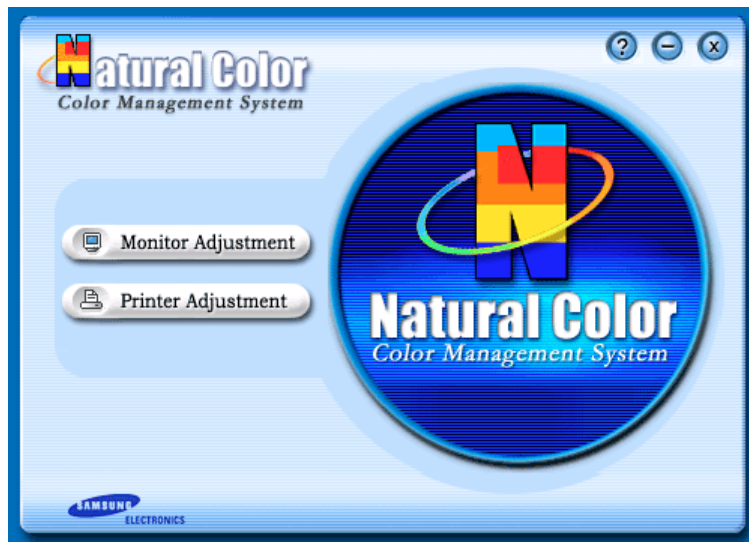 Natural Color
Color Management System
? – x
Monitor Adjustment
Printer Adjustment
N
Natural Color
Color Management System
SAMSUNG
ELECTRONICS